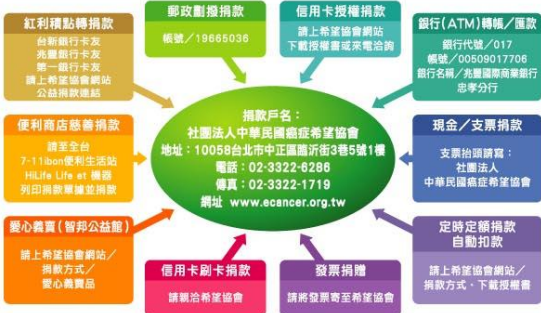 紅利積點轉捐款
台新銀行卡友
兆豐銀行卡友
第一銀行卡友
請上希望協會網站
公益捐款連結
郵政劃撥捐款
帳號／19665036
信用卡授權捐款
請上希望協會網站
下載授權書或來電洽詢
銀行(ATM)轉帳／匯款
銀行代號／017
帳號／00509017706
銀行名稱／兆豐國際商業銀行
忠孝分行
便利商店慈善捐款
請至全台
7-11ibon便利生活站
HiLife Life et 機器
列印捐款單據並捐款
捐款戶名：
社團法人中華民國癌症希望協會
地址：10058台北市中正區臨沂街3巷5號1樓
電話：02-3322-6286
傳真：02-3322-1719
網址 www.ecancer.org.tw
現金／支票捐款
支票抬頭請寫：
社團法人
中華民國癌症希望協會
愛心義賣(智邦公益館)
請上希望協會網站／
捐款方式／
愛心義賣品
信用卡刷卡捐款
請親洽希望協會
發票捐贈
請將發票寄至希望協會
定時定額捐款
自動扣款
請上希望協會網站／
捐款方式．下載授權書